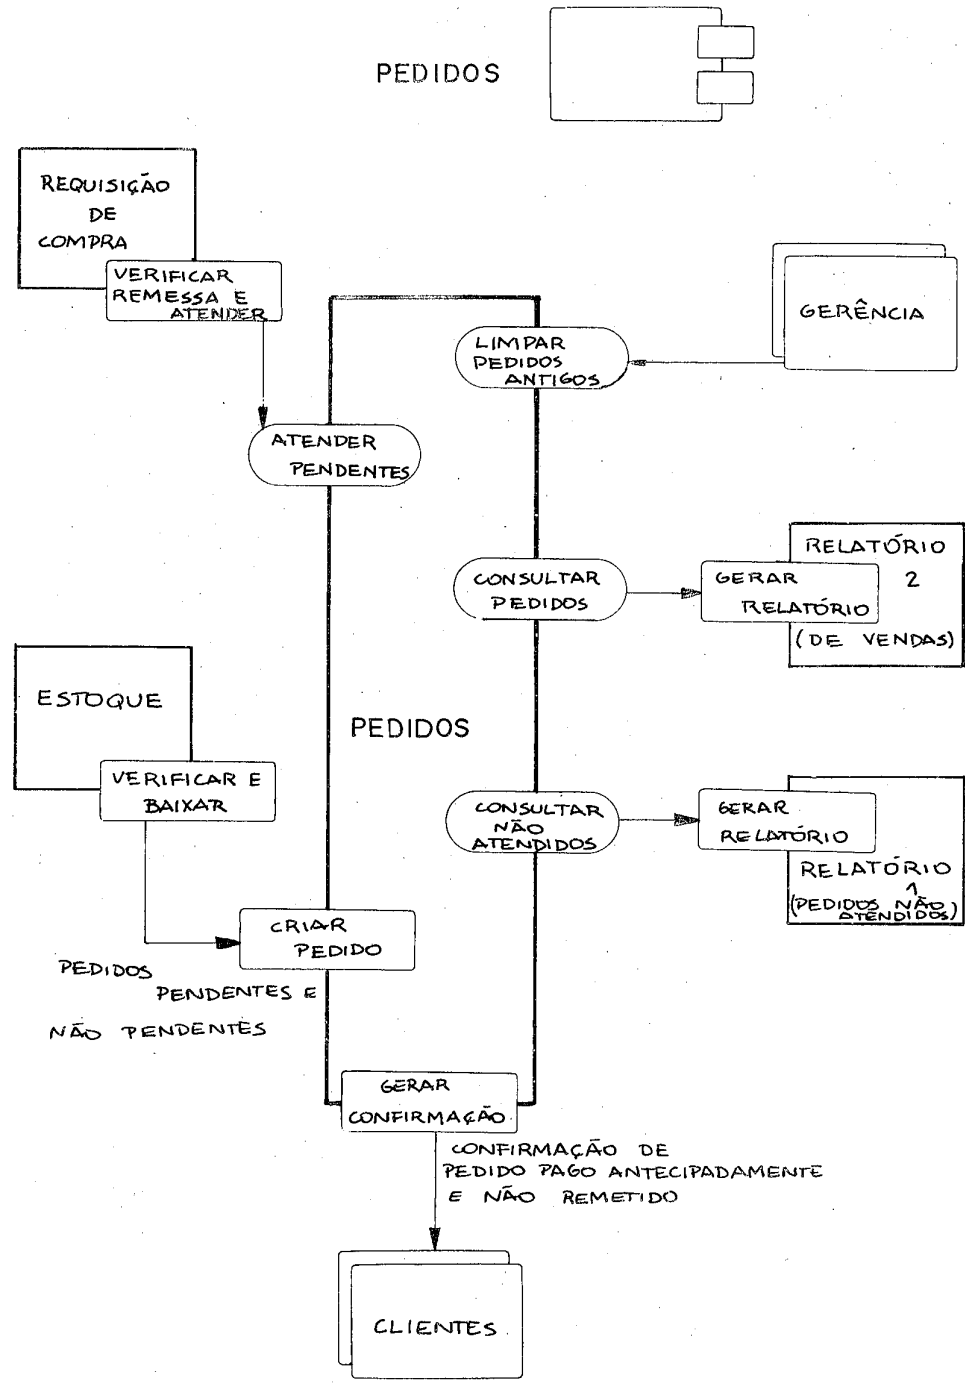 PEDIDOS
REQUISIÇÃO
DE
COMPRA
VERIFICAR
REMESSA E
ATENDER
GERÊNCIA
LIMPAR
PEDIDOS
ANTIGOS
ATENDER
PENDENTES
RELATÓRIO
2
(DE VENDAS)
GERAR
RELATÓRIO
CONSULTAR
PEDIDOS
ESTOQUE
VERIFICAR E
BAIXAR
PEDIDOS
CONSULTAR
NÃO
ATENDIDOS
GERAR
RELATÓRIO
RELATÓRIO
1
(PEDIDOS NÃO
ATENDIDOS)
CRIAR
PEDIDO
PEDIDOS
PENDENTES E
NÃO PENDENTES
GERAR
CONFIRMAÇÃO
CONFIRMAÇÃO DE
PEDIDO PAGO ANTECIPADAMENTE
E NÃO REMETIDO
CLIENTES